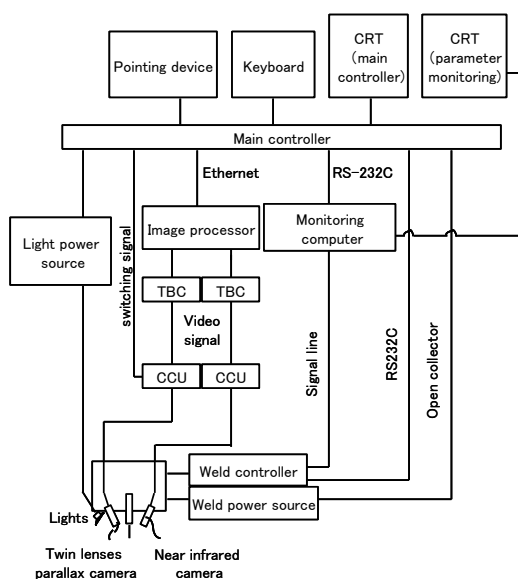 CRT
(main
controller)
CRT
(parameter
monitoring)
Pointing device
Keyboard
Main controller
Ethernet
RS-232C
Light power
source
switching signal
Image processor
Monitoring
computer
TBC
TBC
Video
signal
Signal line
RS232C
Open collector
CCU
CCU
Weld controller
Weld power source
Lights
Twin lenses
parallax camera
Near infrared
camera